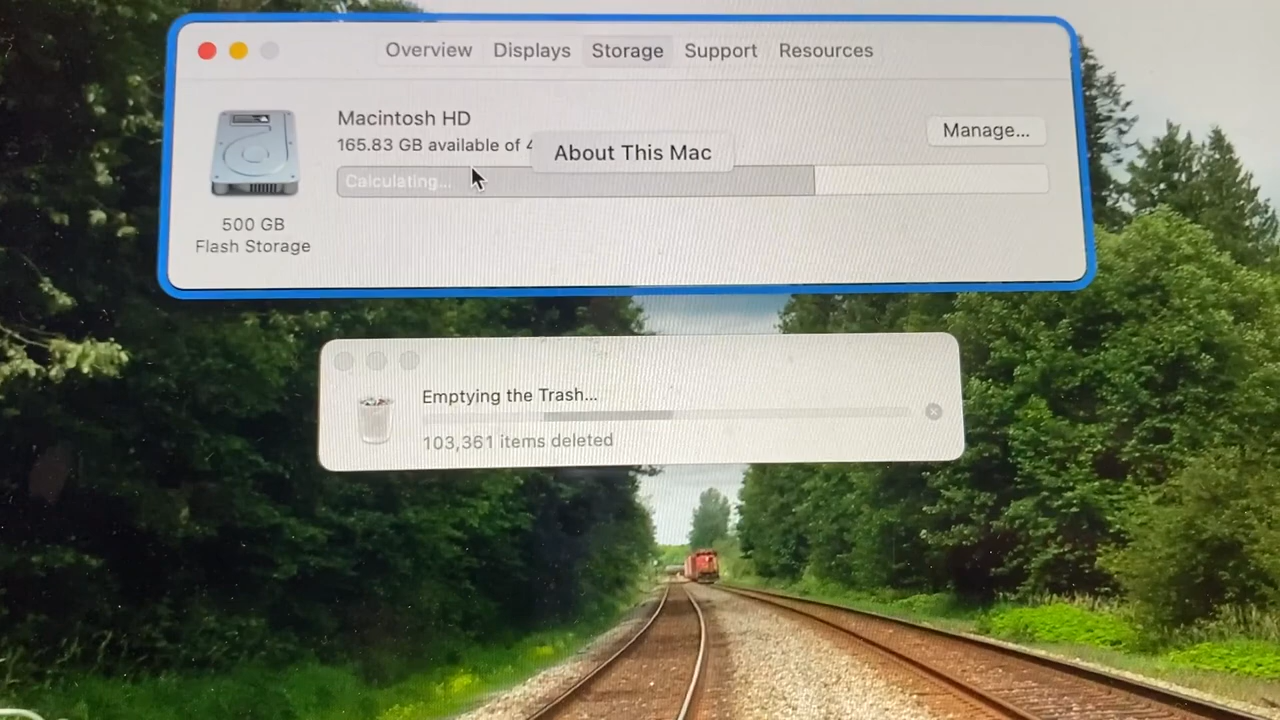 Overview Displays Storage Support Resources
Macintosh HD
165.83 GB available of
Manage...
About This Mac
Calculating...
500 GB
Flash Storage
Emptying the Trash...
103,361 items deleted